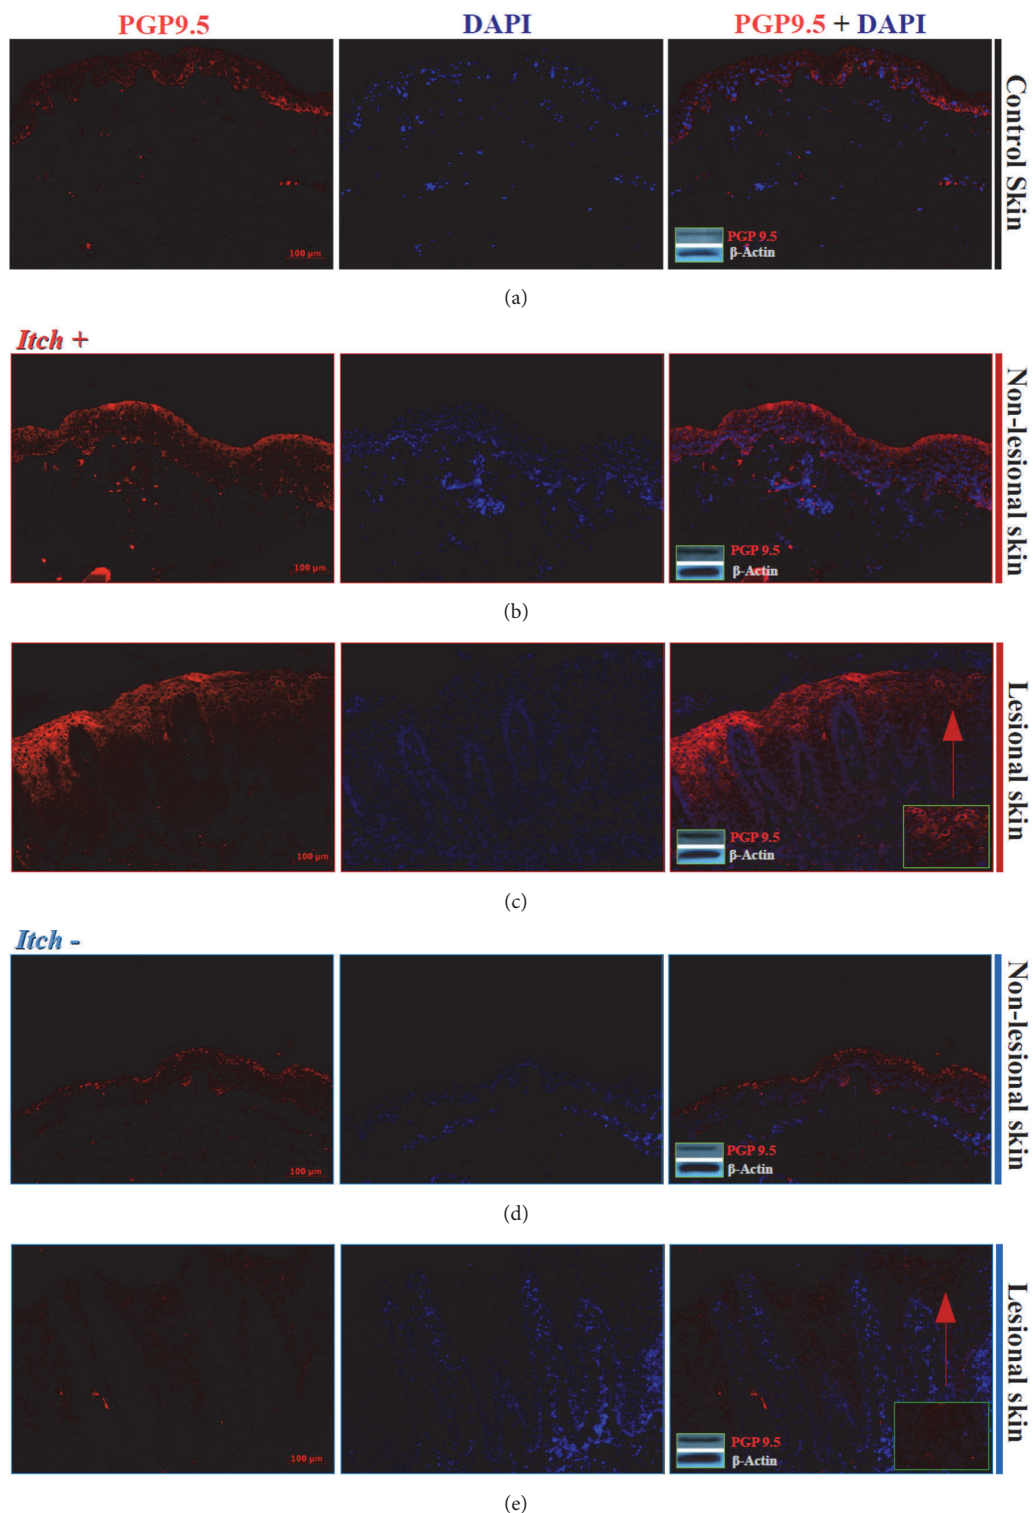 PGP9.5 DAPI PGP9.5 + DAPI
Control Skin
100 µm
PGP 9.5
β-Actin
(a)
Itch +
Non-lesional skin
100 µm
PGP 9.5
β-Actin
(b)
Lesional skin
100 µm
PGP 9.5
β-Actin
(c)
Itch -
Non-lesional skin
100 µm
PGP 9.5
β-Actin
(d)
Lesional skin
100 µm
PGP 9.5
β-Actin
(e)